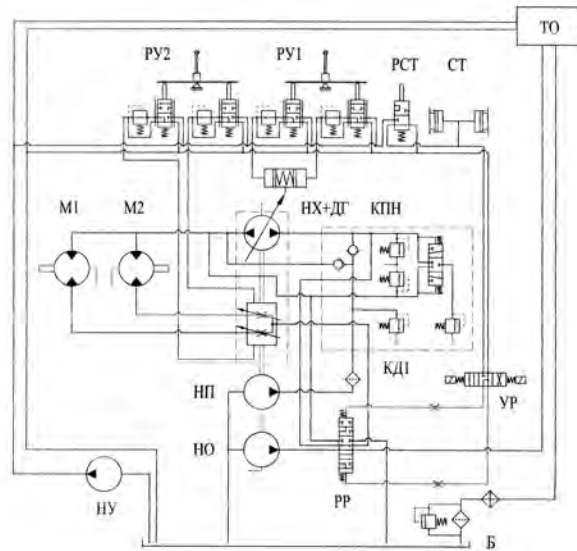 ТО
РУ2 РУ1 РСТ СТ
М1 М2 НХ+ДГ КПН
КД1
НП УР
НО
РР
НУ Б